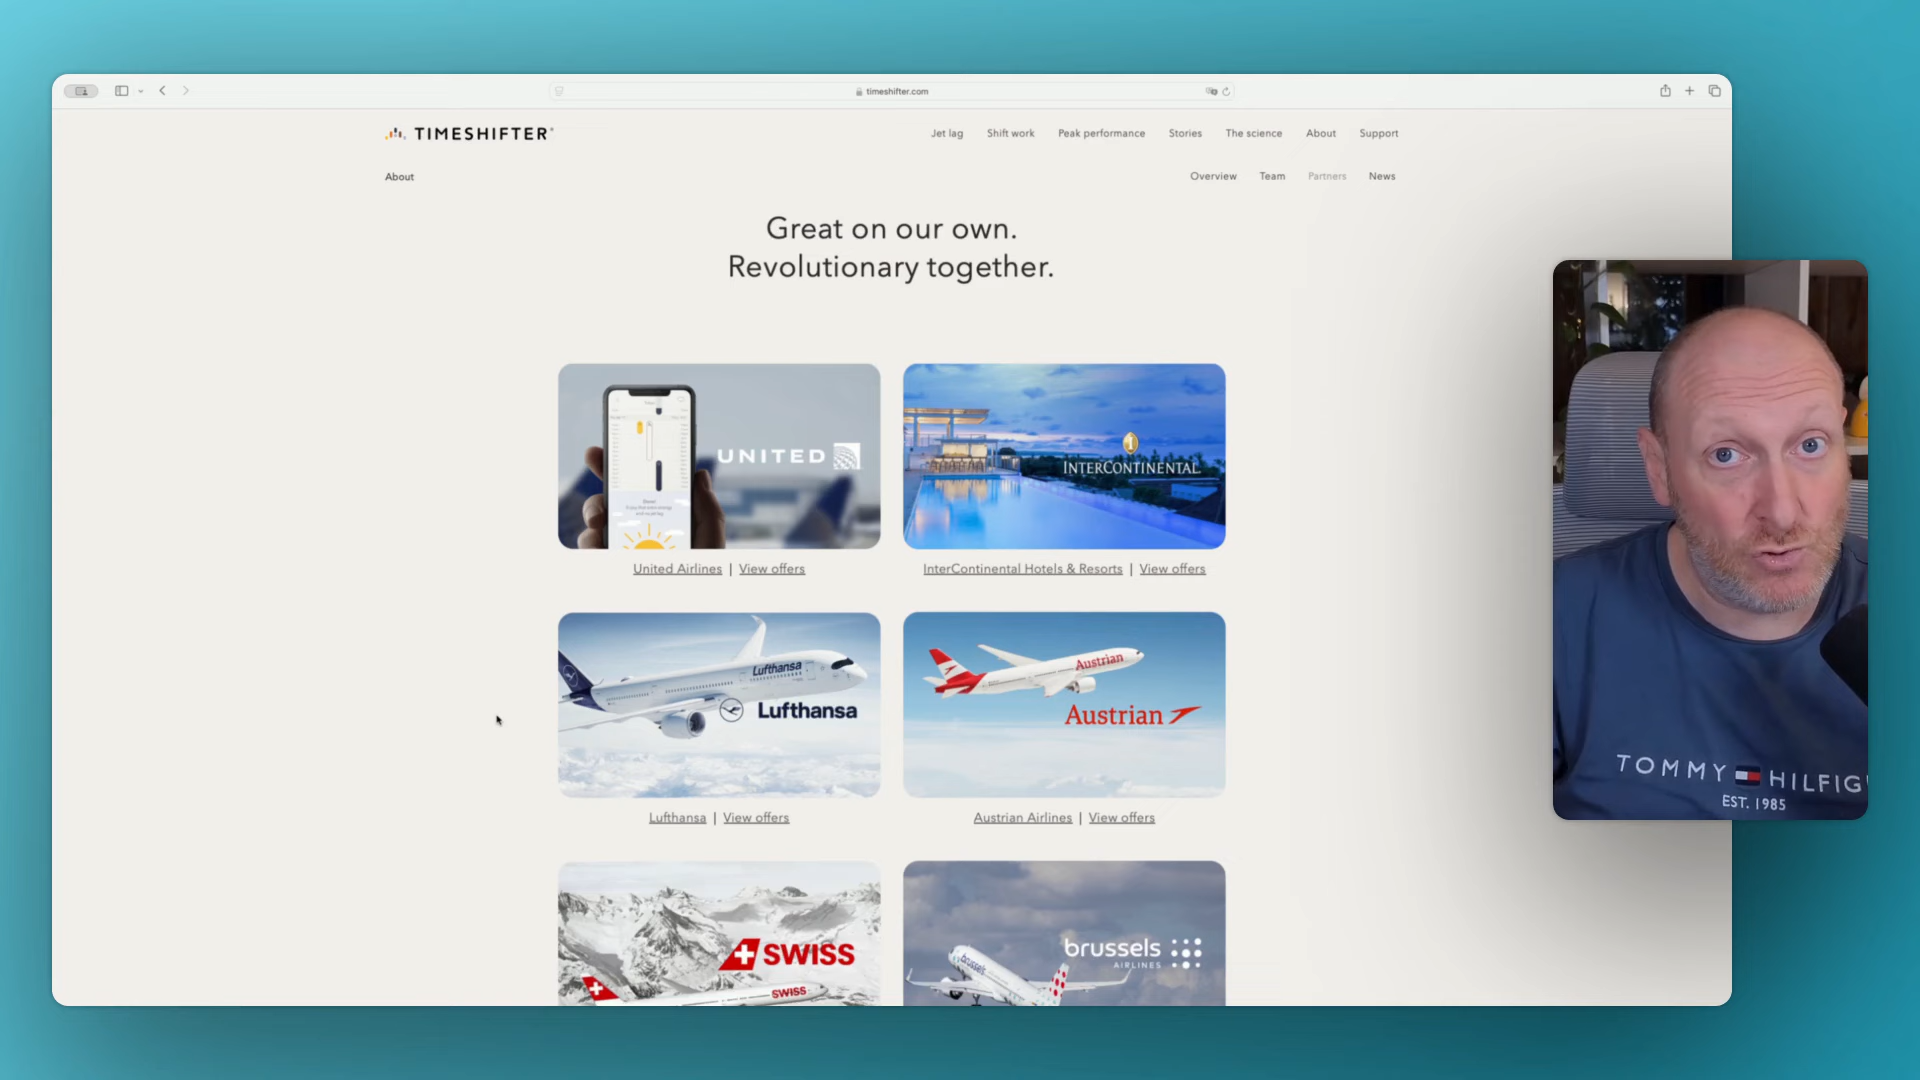 timeshifter.com
TIMESHIFTER®
Jet lag
Shift work
Peak performance
Stories
The science
About
Support
About
Overview
Team
Partners
News
Great on our own.
Revolutionary together.
UNITED
INTERCONTINENTAL
United Airlines | View offers
InterContinental Hotels & Resorts | View offers
Lufthansa
Lufthansa
Austrian
Austrian
Lufthansa | View offers
Austrian Airlines | View offers
SWISS
SWISS
brussels
AIRLINES
brussels
TOMMY HILFIG
EST. 1985